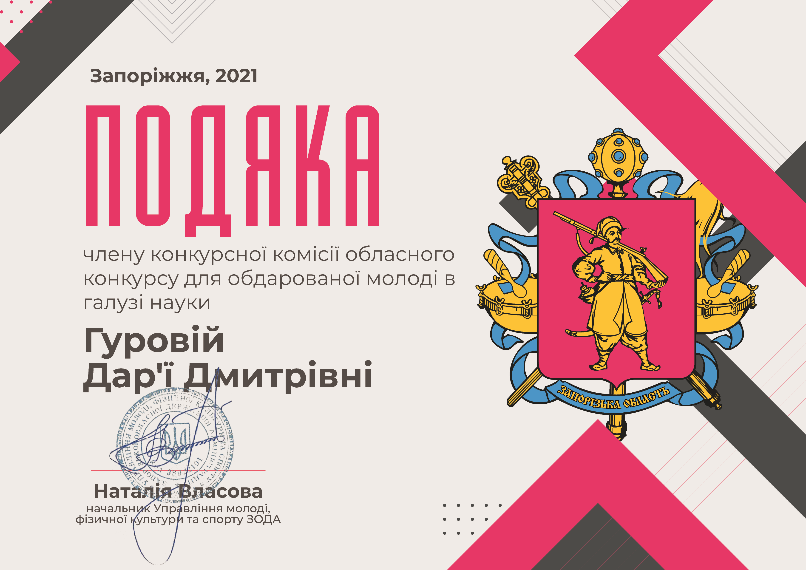 Запоріжжя, 2021
ПОДЯКА
члену конкурсної комісії обласного
конкурсу для обдарованої молоді в
галузі науки
Гуровій
Дар'ї Дмитрівні
Наталія Власова
начальник Управління молоді,
фізичної культури та спорту ЗОДА
ЗАПОРІЗЬКА ОБЛАСТЬ